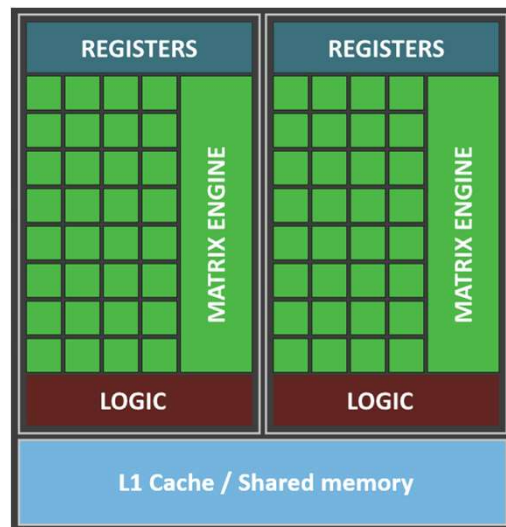 REGISTERS
REGISTERS
MATRIX ENGINE
MATRIX ENGINE
LOGIC
LOGIC
L1 Cache / Shared memory